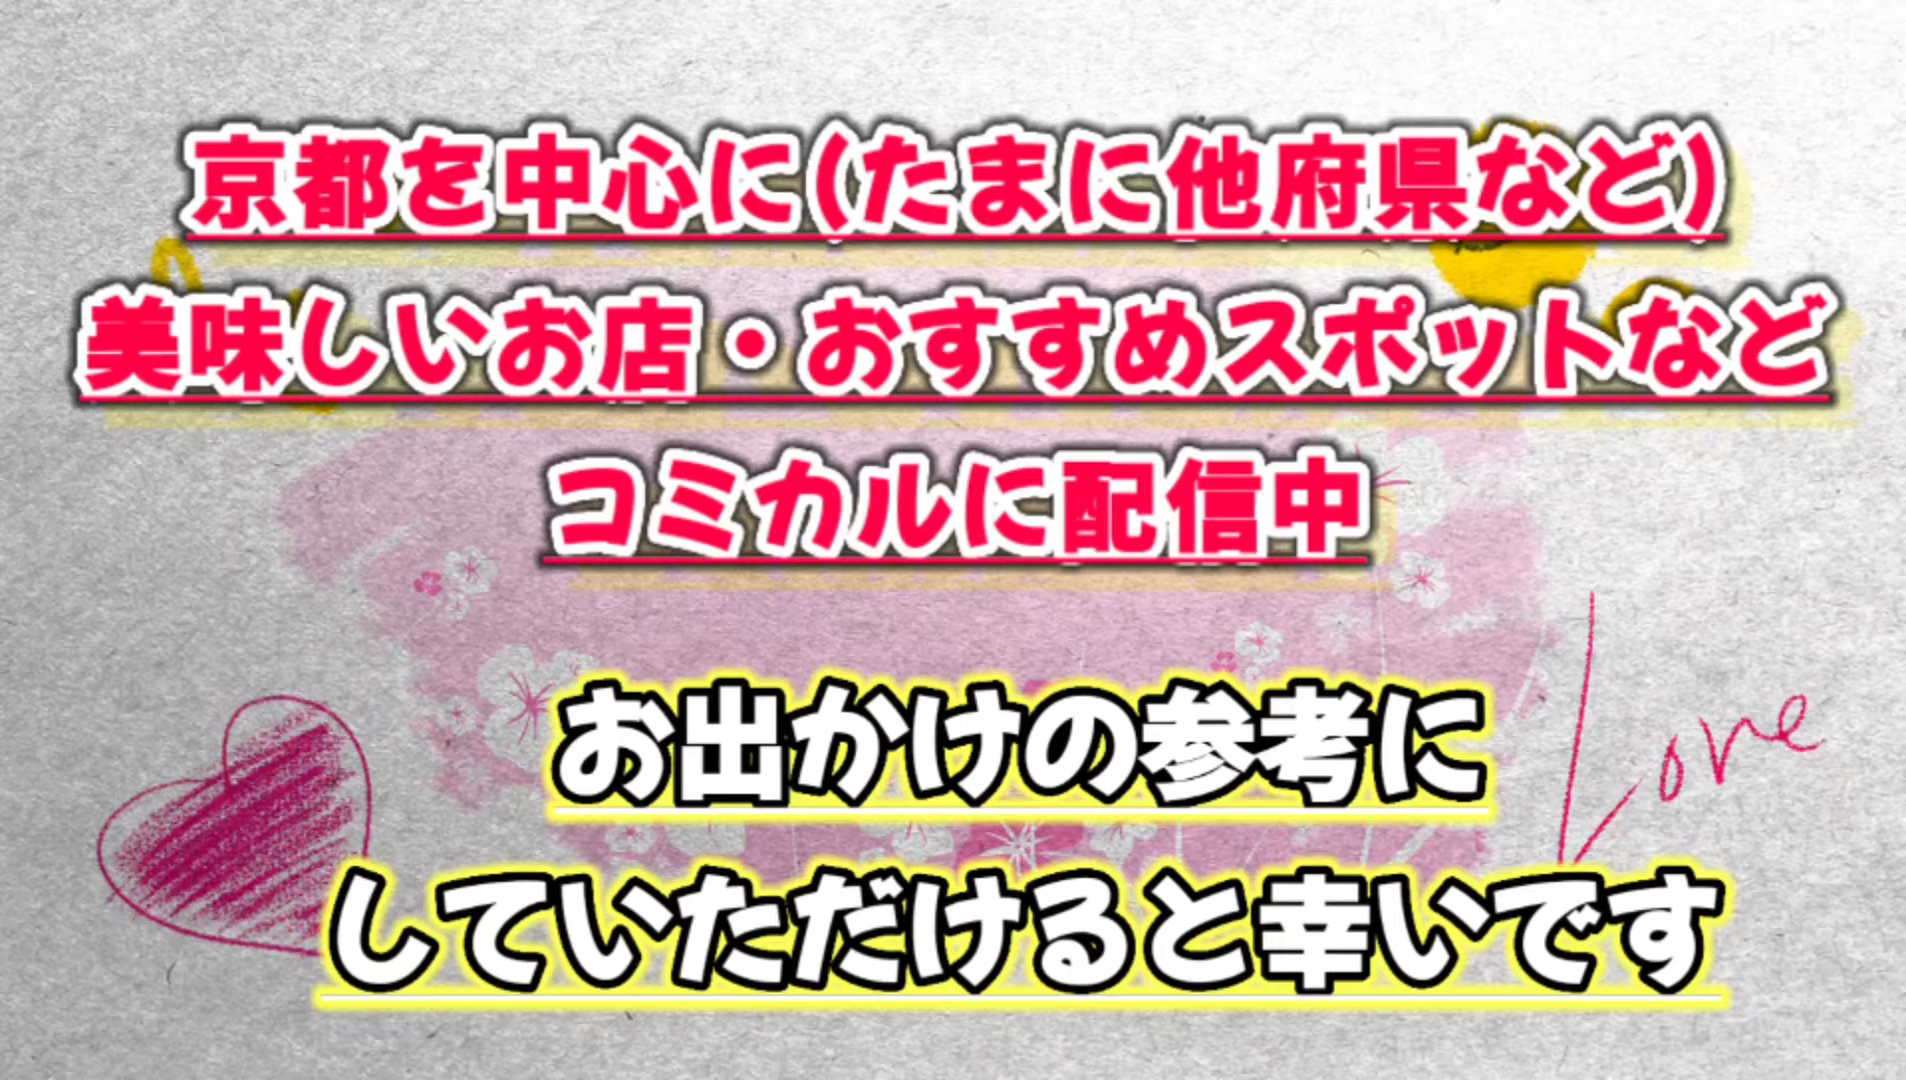 京都を中心に(たまに他府県など)
美味しいお店・おすすめスポットなど
コミカルに配信中
お出かけの参考に
Love
していただけると幸いです